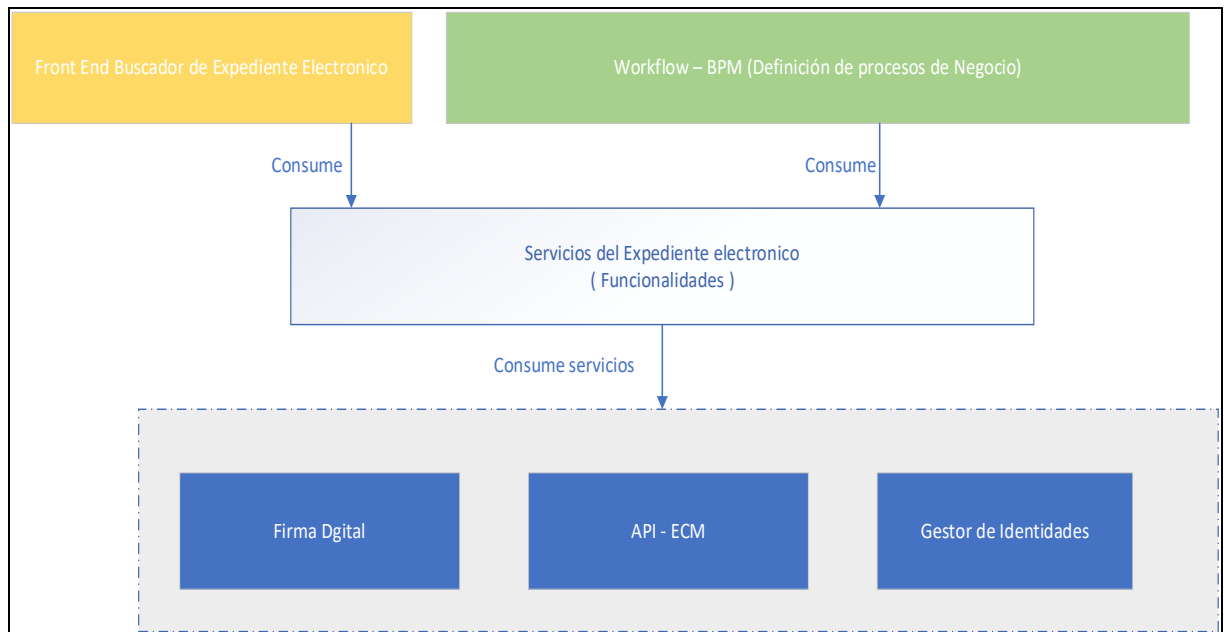 Front End Buscador de Expediente Electronico
Workflow – BPM (Definición de procesos de Negocio)
Consume
Consume
Servicios del Expediente electronico
( Funcionalidades )
Consume servicios
Firma Dgital
API - ECM
Gestor de Identidades